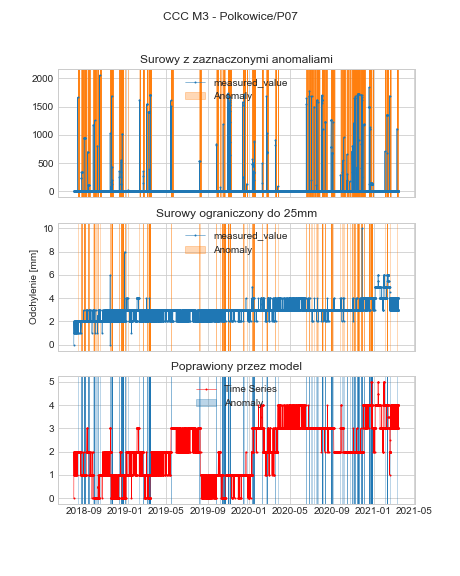 CCC M3 - Polkowice/P07
Surowy z zaznaczonymi anomaliami
2000
1500
1000
500
0
measured_value
Anomaly
Surowy ograniczony do 25mm
Odchylenie [mm]
10
8
6
4
2
0
measured_value
Anomaly
Poprawiony przez model
5
4
3
2
1
0
Time Series
Anomaly
2018-09 2019-01 2019-05 2019-09 2020-01 2020-05 2020-09 2021-01 2021-05